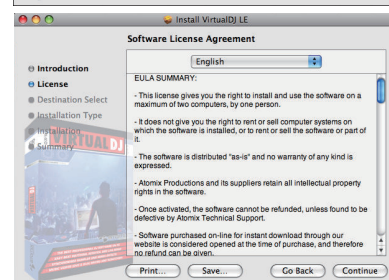 Install VirtualDJ LE
Software License Agreement
English
Introduction
License
Destination Select
Installation Type
Installation
Summary
VIRTUALDJ
EULA SUMMARY:
- This license gives you the right to install and use the software on a
maximum of two computers, by one person.
- It does not give you the right to rent or sell computer systems on
which the software is installed, or to rent or sell the software or part of
it.
- The software is distributed "as-is" and no warranty of any kind is
expressed.
- Atomix Productions and its suppliers retain all intellectual property
rights in the software.
- Once activated, the software cannot be refunded, unless found to be
defective by Atomix Technical Support.
- Software purchased on-line for instant download through our
website is considered opened at the time of purchase, and therefore
no refund can be given.
Print...
Save...
Go Back
Continue